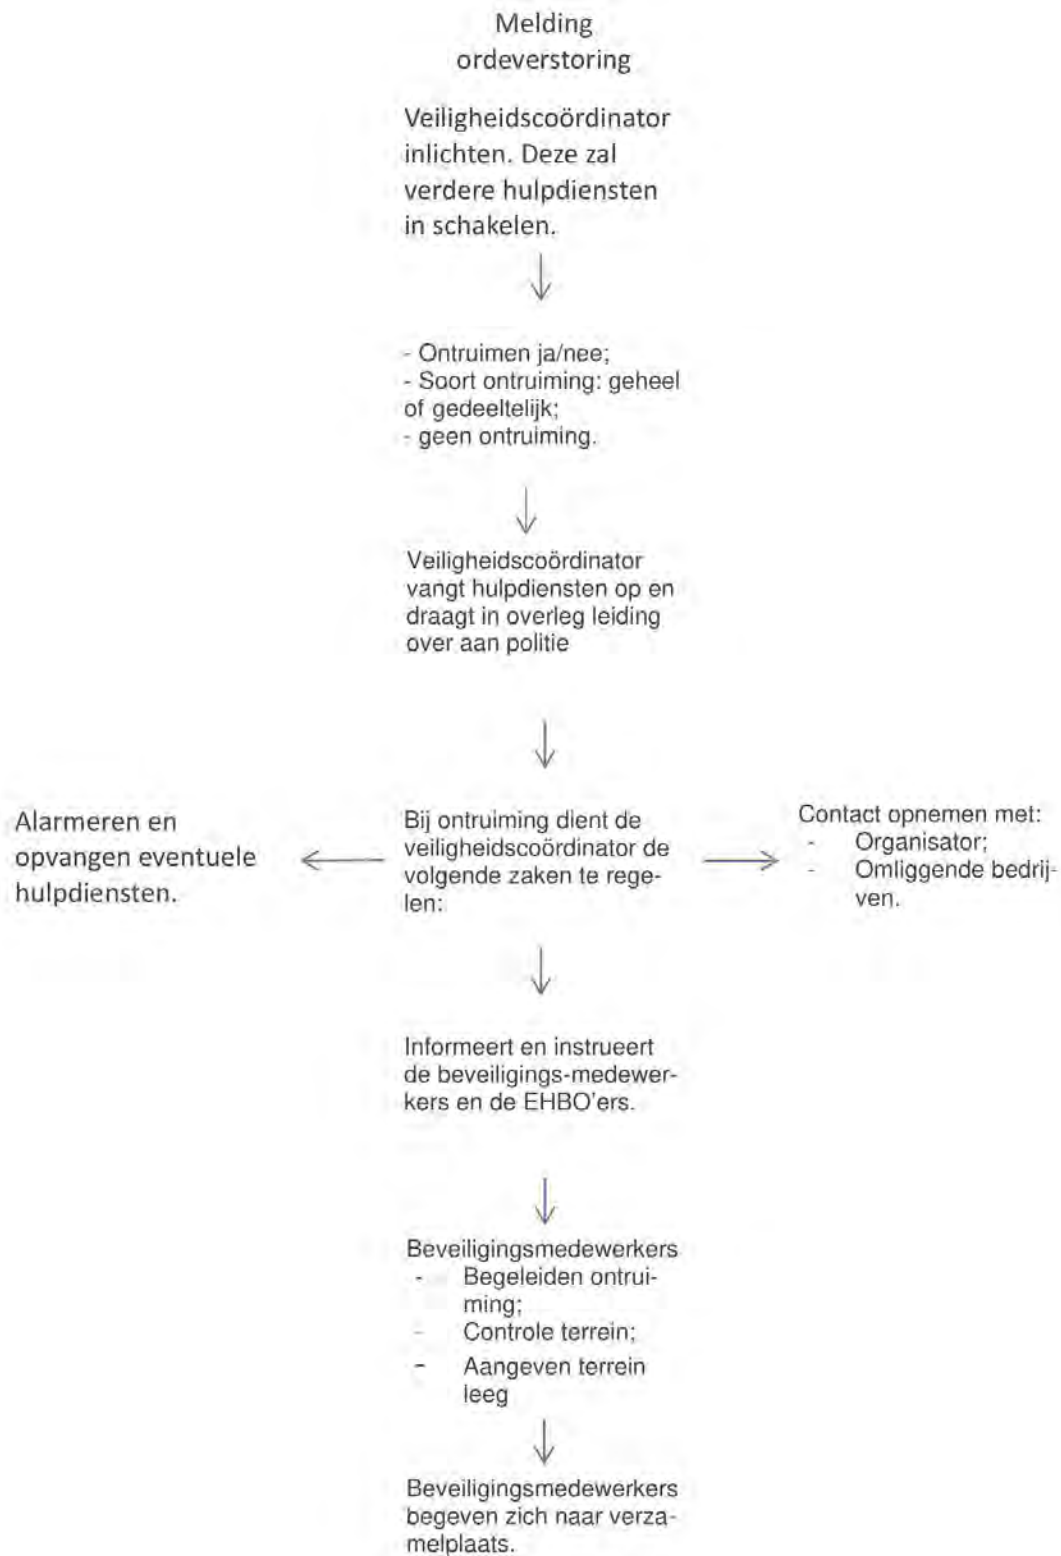 Melding
ordeverstoring
Veiligheidscoördinator
inlichten. Deze zal
verdere hulpdiensten
in schakelen.
- Ontruimen ja/nee;
- Soort ontruiming: geheel
of gedeeltelijk;
- geen ontruiming.
Veiligheidscoördinator
vangt hulpdiensten op en
draagt in overleg leiding
over aan politie
Alarmeren en
opvangen eventuele
hulpdiensten.
Bij ontruiming dient de
veiligheidscoördinator de
volgende zaken te rege-
len:
Contact opnemen met:
- Organisator;
- Omliggende bedrij-
ven.
Informeert en instrueert
de beveiligings-medewer-
kers en de EHBO'ers.
Beveiligingsmedewerkers
- Begeleiden ontrui-
ming;
- Controle terrein;
- Aangeven terrein
leeg
Beveiligingsmedewerkers
begeven zich naar verza-
melplaats.